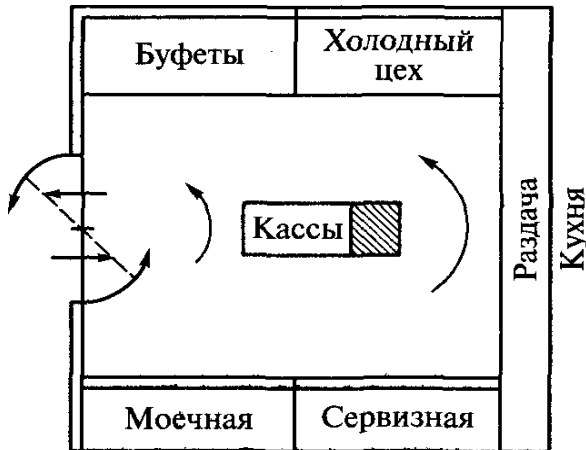 Буфеты
Холодный
цех
Кассы
Раздача
Кухня
Моечная
Сервизная